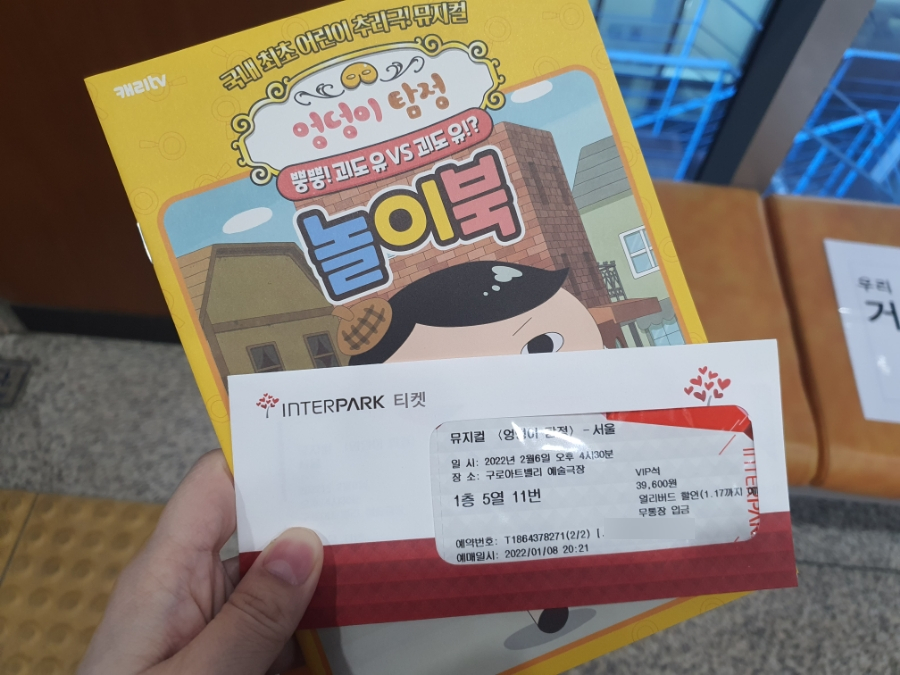 캐리tv
국내 최초 어린이 추리극! 뮤지컬
엉덩이 탐정
뿡뿡! 괴도유 VS 괴도유!?
놀이북
INTERPARK 티켓
뮤지컬 〈엉덩이 탐정〉 - 서울
일 시: 2022년 2월6일 오후 4시30분
장 소: 구로아트밸리 예술극장
1층 5열 11번
VIP석
39,600원
얼리버드 할인(1.17까지 예
무통장 입금
예약번호: T1864378271(2/2) [.
예매일시: 2022/01/08 20:21
INTERPARK
우리
거